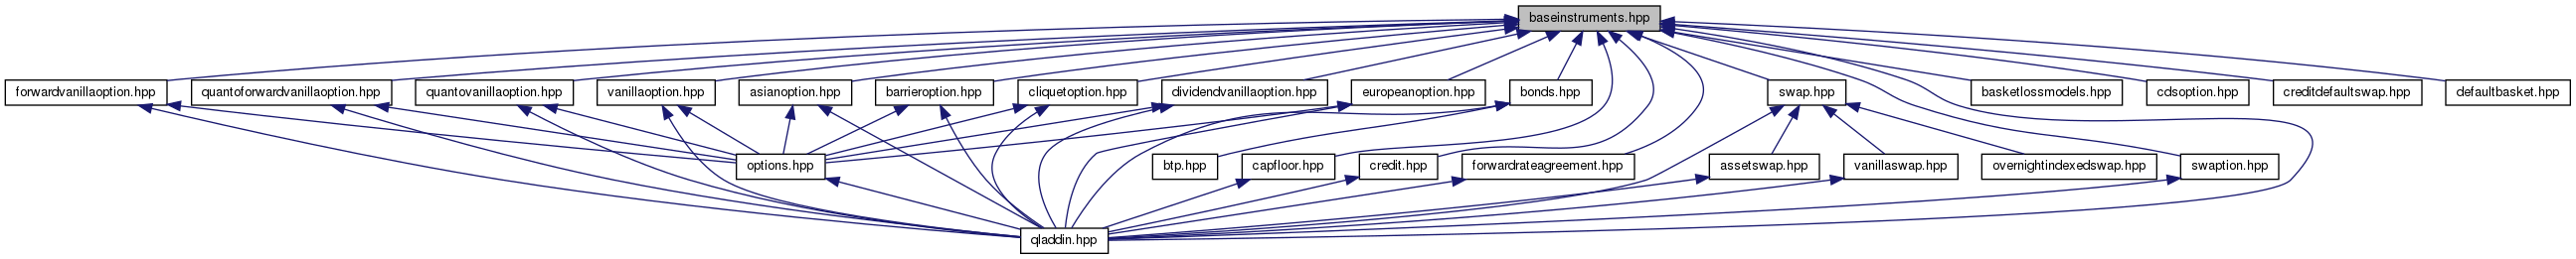 baseinstruments.hpp
forwardvanillaoption.hpp
quantoforwardvanillaoption.hpp
quantovanillaoption.hpp
vanillaoption.hpp
asianoption.hpp
barrieroption.hpp
cliquetoption.hpp
dividendvanillaoption.hpp
europeanoption.hpp
bonds.hpp
swap.hpp
basketlossmodels.hpp
cdsoption.hpp
creditdefaultswap.hpp
defaultbasket.hpp
options.hpp
btp.hpp
capfloor.hpp
credit.hpp
forwardrateagreement.hpp
assetswap.hpp
vanillaswap.hpp
overnightindexedswap.hpp
swaption.hpp
qladdin.hpp